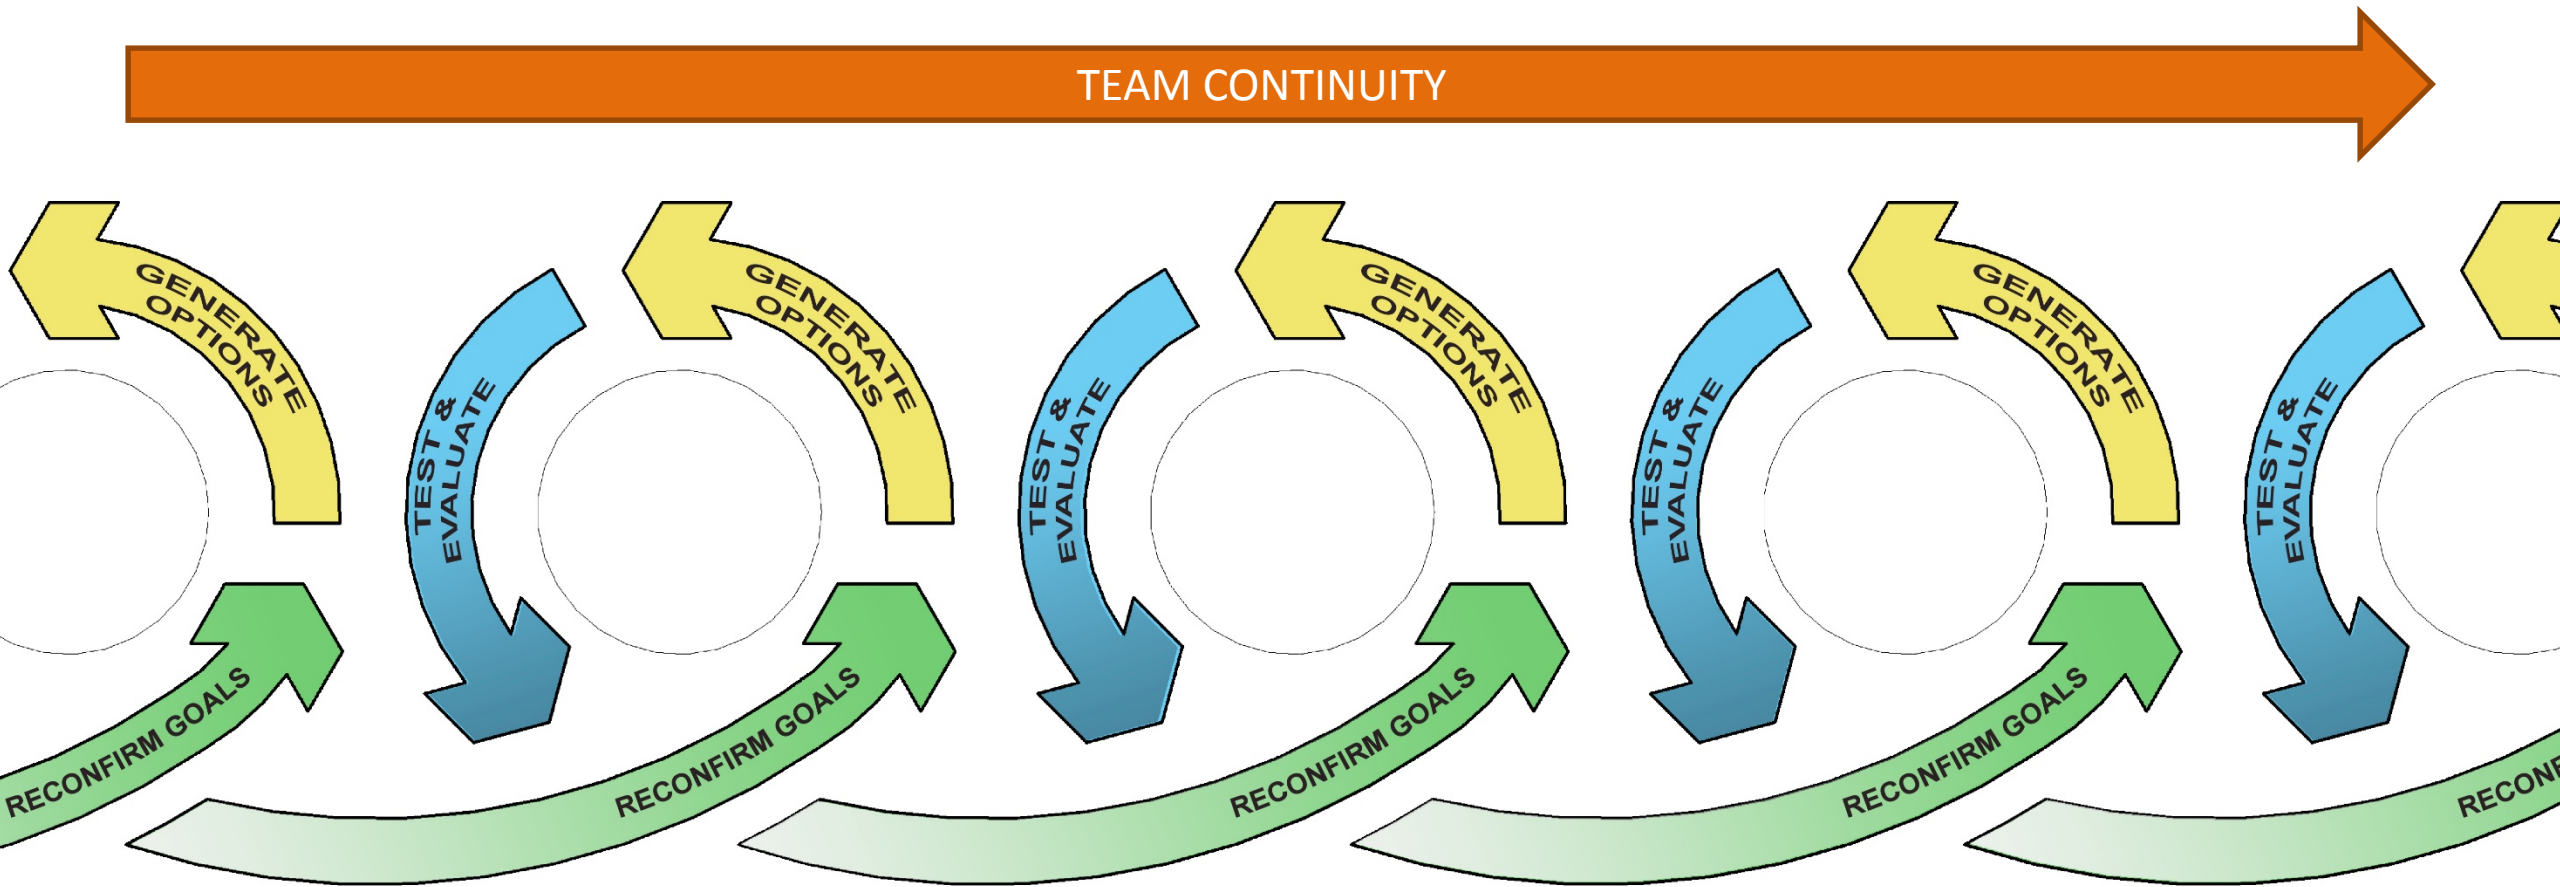 TEAM CONTINUITY
GENERATE
OPTIONS
GENERATE
OPTIONS
GENERATE
OPTIONS
GENERATE
OPTIONS
TEST &
EVALUATE
TEST &
EVALUATE
TEST &
EVALUATE
TEST &
EVALUATE
RECONFIRM GOALS
RECONFIRM GOALS
RECONFIRM GOALS
RECONFIRM GOALS